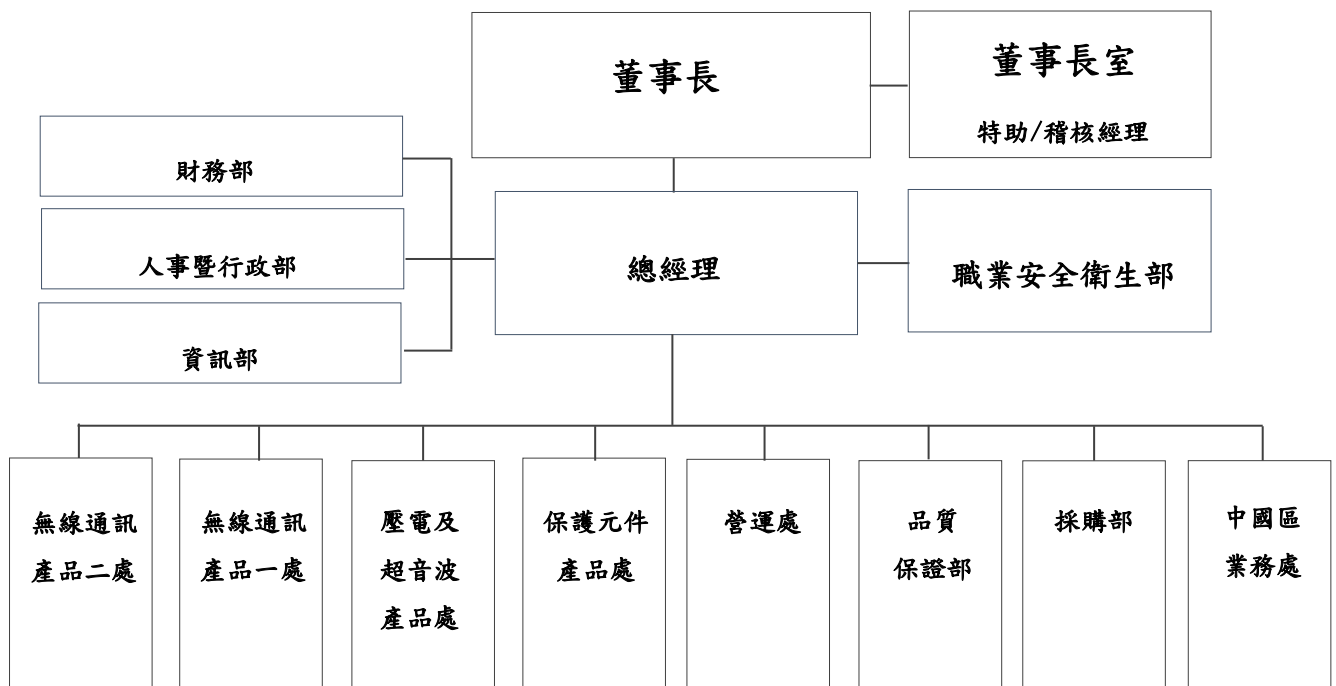 董事長
董事長室
特助/稽核經理
財務部
人事暨行政部
資訊部
總經理
職業安全衛生部
無線通訊
產品二處
無線通訊
產品一處
壓電及
超音波
產品處
保護元件
產品處
營運處
品質
保證部
採購部
中國區
業務處